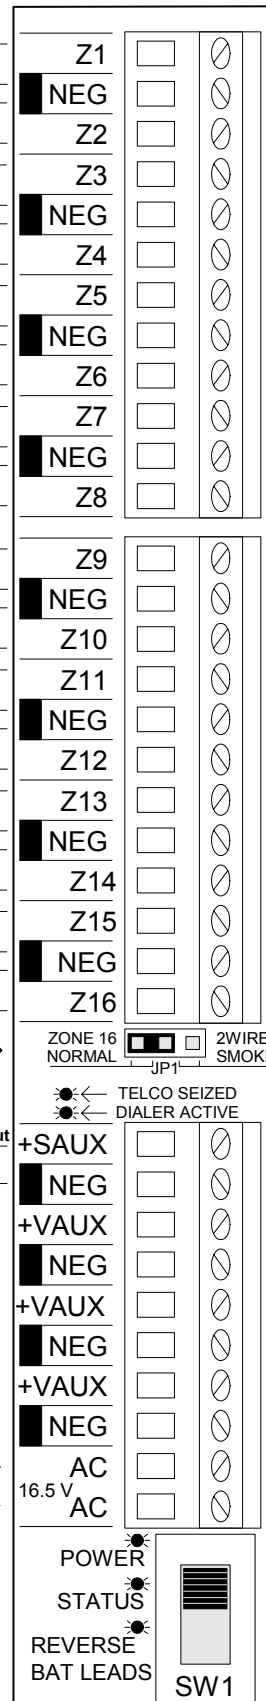 Z1
NEG
Z2
Z3
NEG
Z4
Z5
NEG
Z6
Z7
NEG
Z8
Z9
NEG
Z10
Z11
NEG
Z12
Z13
NEG
Z14
Z15
NEG
Z16
ZONE 16 2WIRE
NORMAL SMOKE
JP1
TELCO SEIZED
DIALER ACTIVE
+SAUX
NEG
+VAUX
NEG
+VAUX
NEG
+VAUX
NEG
AC
16.5 V
AC
POWER
STATUS
REVERSE
BAT LEADS
SW1